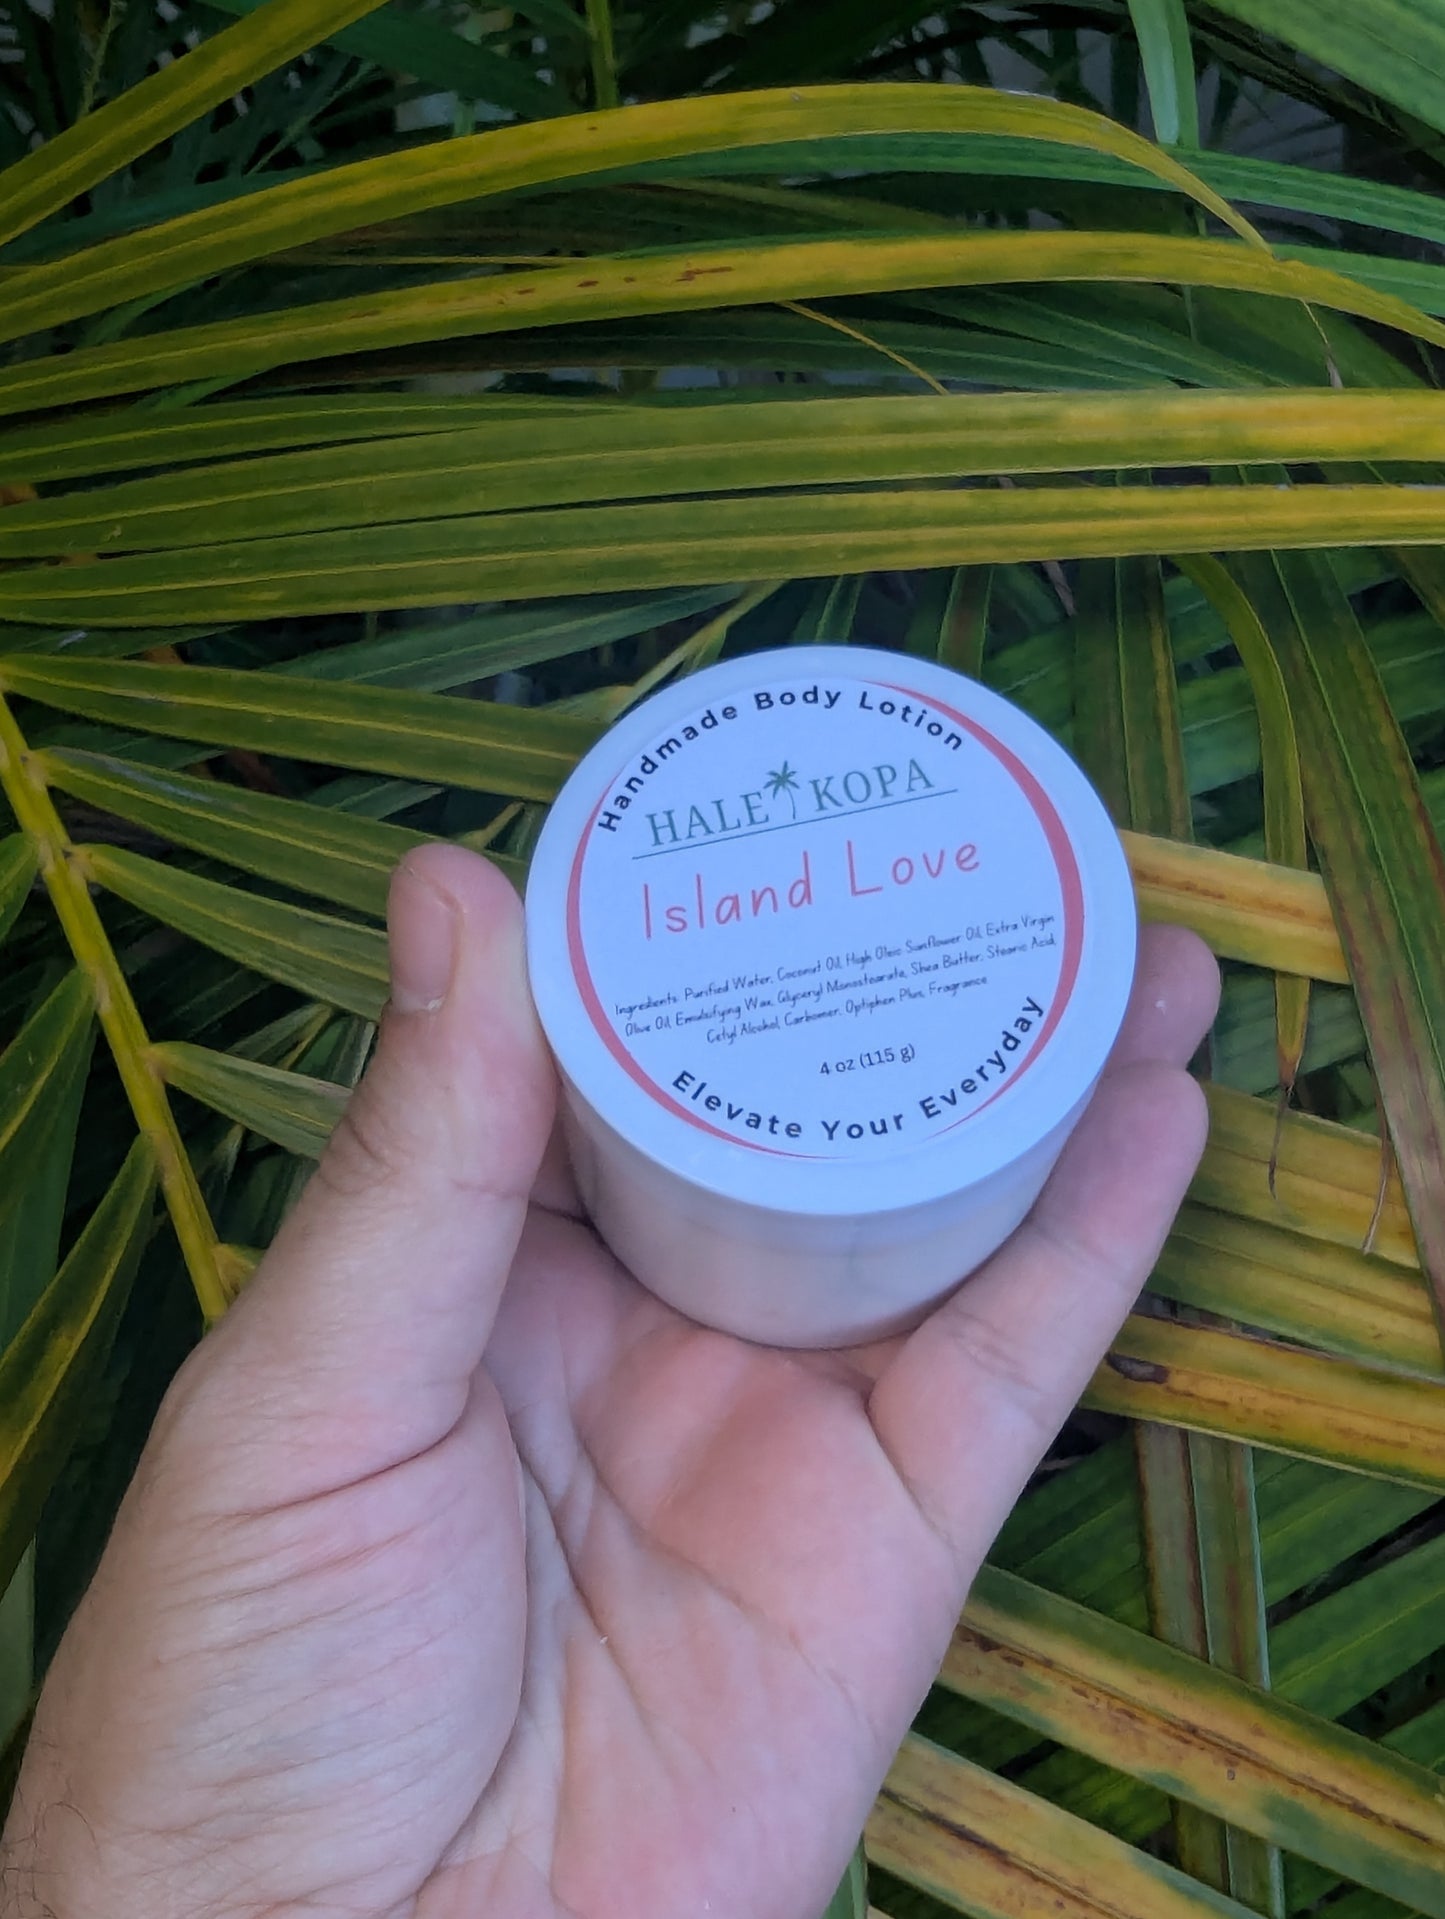 Handmade Body Lotion
HALE KOPA
Island Love
Ingredients: Purified Water, Coconut Oil, High Oleic Sunflower Oil, Extra Virgin
Olive Oil, Emulsifying Wax, Glyceryl Monostearate, Shea Butter, Stearic Acid,
Cetyl Alcohol, Carbomer, Optiphen Plus, Fragrance
4 oz (115 g)
Elevate Your Everyday